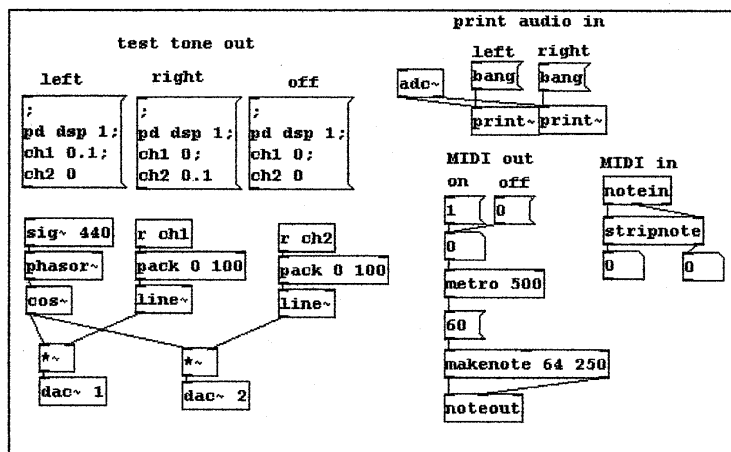 print audio in
test tone out
left right
left right off
adc~ bang bang
;
pd dsp 1;
ch1 0.1;
ch2 0
;
pd dsp 1;
ch1 0;
ch2 0.1
;
pd dsp 1;
ch1 0;
ch2 0
print~ print~
MIDI out
on off
1 0
0
metro 500
60
makenote 64 250
noteout
MIDI in
notein
stripnote
0 0
sig~ 440
phasor~
cos~
r ch1
pack 0 100
line~
r ch2
pack 0 100
line~
*~ *~
dac~ 1 dac~ 2